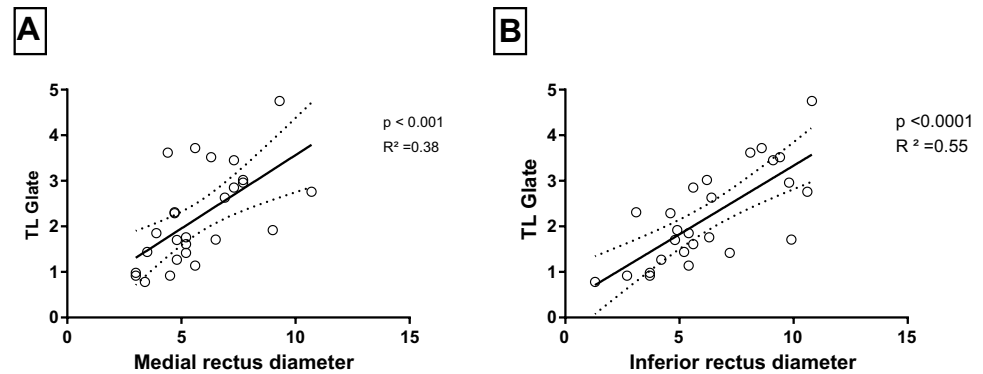 A
5
4
3
2
1
0
TL Glate
0
5
10
15
Medial rectus diameter
p < 0.001
R² =0.38
B
5
4
3
2
1
0
TL Glate
0
5
10
15
Inferior rectus diameter
p <0.0001
R ² =0.55